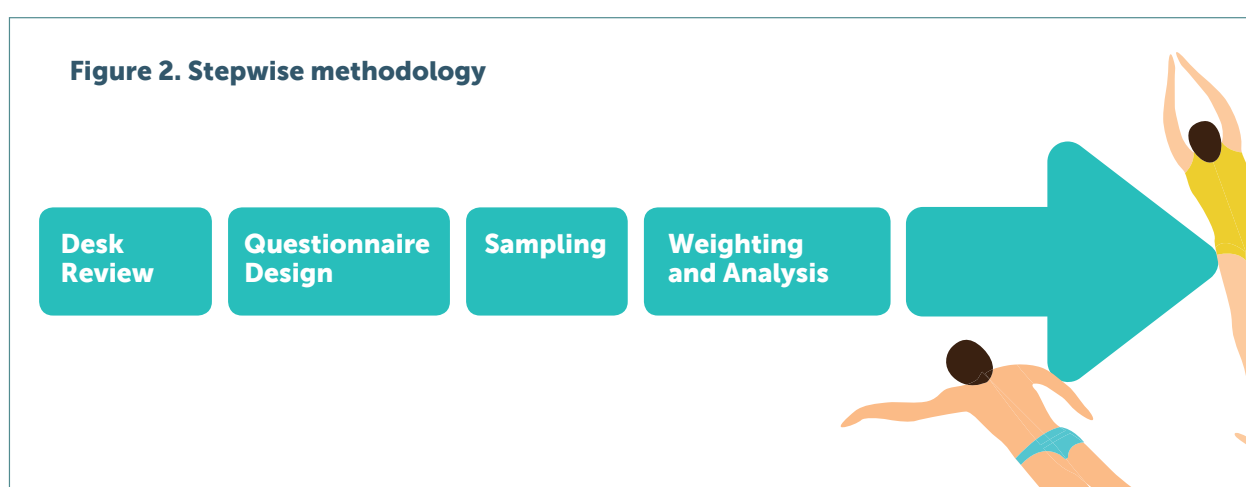 Figure 2. Stepwise methodology
Desk
Review
Questionnaire
Design
Sampling
Weighting
and Analysis